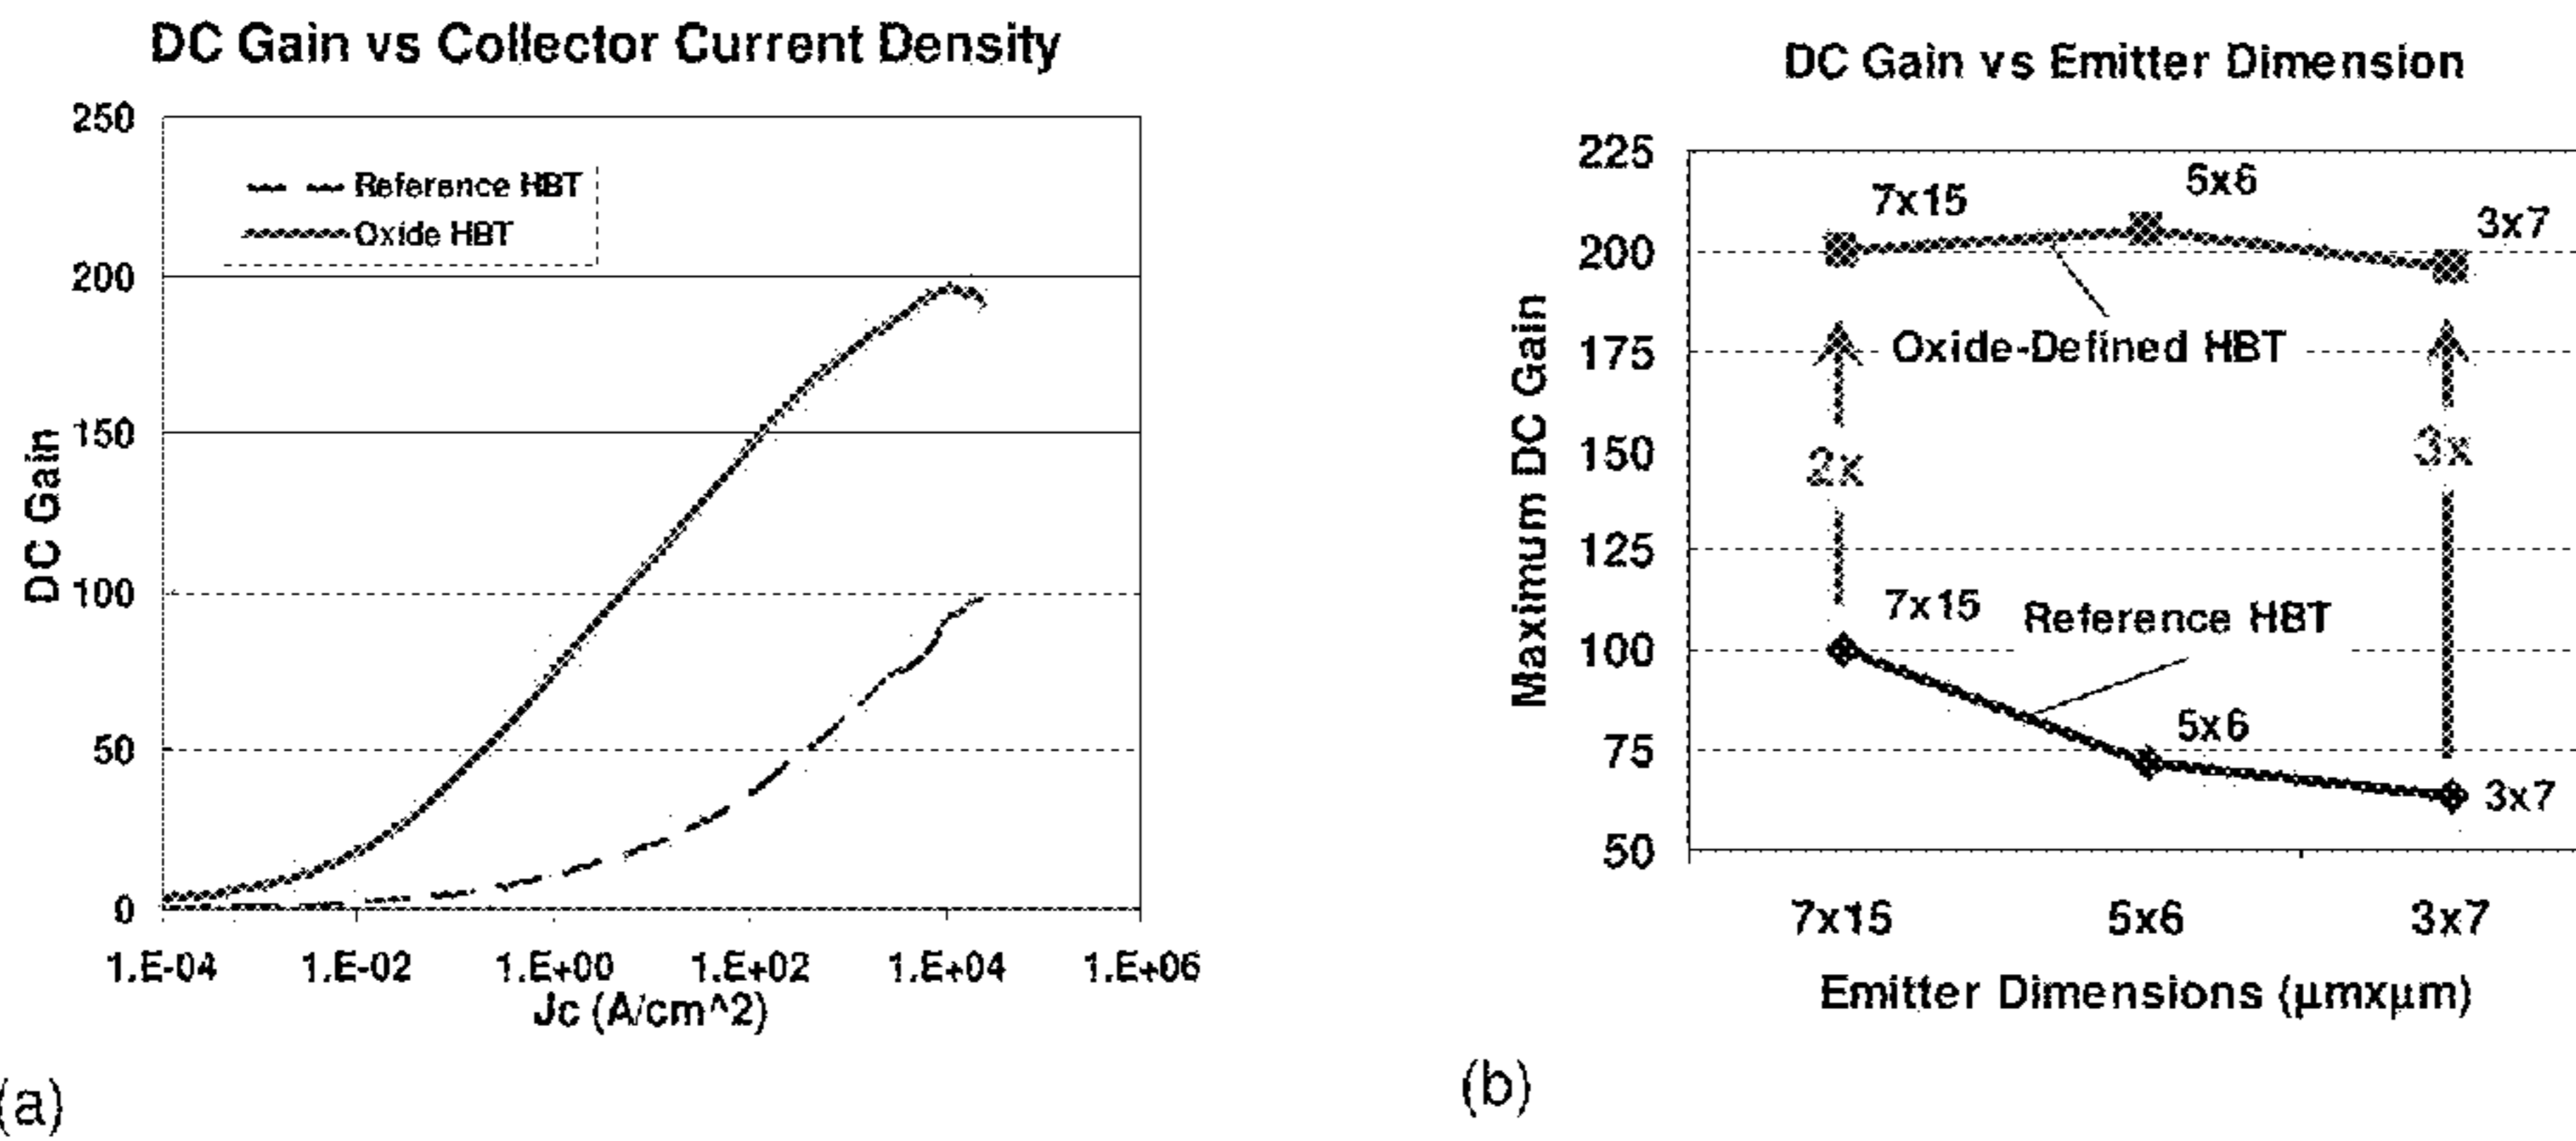 DC Gain vs Collector Current Density
250
200
150
100
50
0
DC Gain
Reference HBT
Oxide HBT
1.E-04 1.E-02 1.E+00 1.E+02 1.E+04 1.E+06
Jc (A/cm^2)
(a)
DC Gain vs Emitter Dimension
225
200
175
150
125
100
75
50
Maximum DC Gain
7x15
5x6
3x7
Oxide-Defined HBT
2x
3x
7x15
Reference HBT
5x6
3x7
7x15 5x6 3x7
Emitter Dimensions (μmxμm)
(b)